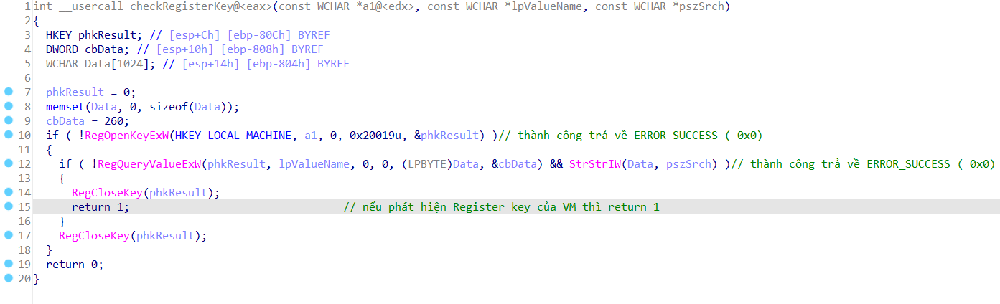 1 int __usercall checkRegisterKey@<eax>(const WCHAR *a1@<edx>, const WCHAR *lpValueName, const WCHAR *pszSrch)
2 {
3 HKEY phkResult; // [esp+Ch] [ebp-80Ch] BYREF
4 DWORD cbData; // [esp+10h] [ebp-808h] BYREF
5 WCHAR Data[1024]; // [esp+14h] [ebp-804h] BYREF
6
7 phkResult = 0;
8 memset(Data, 0, sizeof(Data));
9 cbData = 260;
10 if ( !RegOpenKeyExW(HKEY_LOCAL_MACHINE, a1, 0, 0x20019u, &phkResult) )// thành công trả về ERROR_SUCCESS ( 0x0)
11 {
12 if ( !RegQueryValueExW(phkResult, lpValueName, 0, 0, (LPBYTE)Data, &cbData) && StrStrIW(Data, pszSrch) )// thành công trả về ERROR_SUCCESS ( 0x0)
13 {
14 RegCloseKey(phkResult);
15 return 1; // nếu phát hiện Register key của VM thì return 1
16 }
17 RegCloseKey(phkResult);
18 }
19 return 0;
20 }